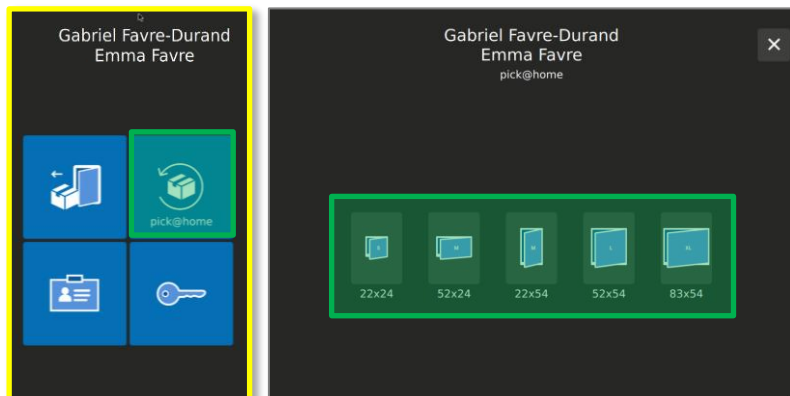 Gabriel Favre-Durand
Emma Favre
pick@home
Gabriel Favre-Durand
Emma Favre
pick@home
S
M
M
L
XL
22x24
52x24
22x54
52x54
83x54